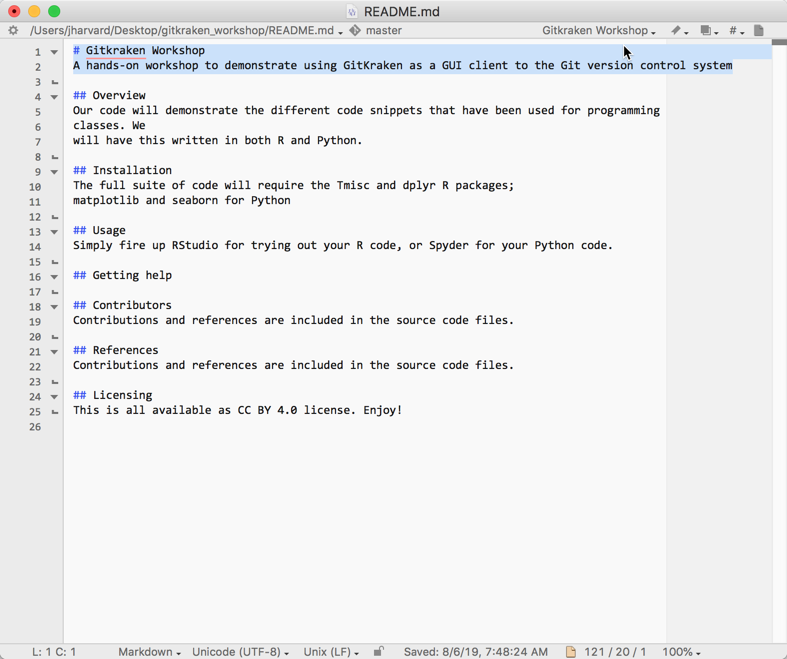 README.md
/Users/jharvard/Desktop/gitkraken_workshop/README.md master Gitkraken Workshop #
1 # Gitkraken Workshop
2 A hands-on workshop to demonstrate using GitKraken as a GUI client to the Git version control system
3
4 ## Overview
5 Our code will demonstrate the different code snippets that have been used for programming
6 classes. We
7 will have this written in both R and Python.
8
9 ## Installation
10 The full suite of code will require the Tmisc and dplyr R packages;
11 matplotlib and seaborn for Python
12
13 ## Usage
14 Simply fire up RStudio for trying out your R code, or Spyder for your Python code.
15
16 ## Getting help
17
18 ## Contributors
19 Contributions and references are included in the source code files.
20
21 ## References
22 Contributions and references are included in the source code files.
23
24 ## Licensing
25 This is all available as CC BY 4.0 license. Enjoy!
26
L: 1 C: 1 Markdown Unicode (UTF-8) Unix (LF) Saved: 8/6/19, 7:48:24 AM 121 / 20 / 1 100%